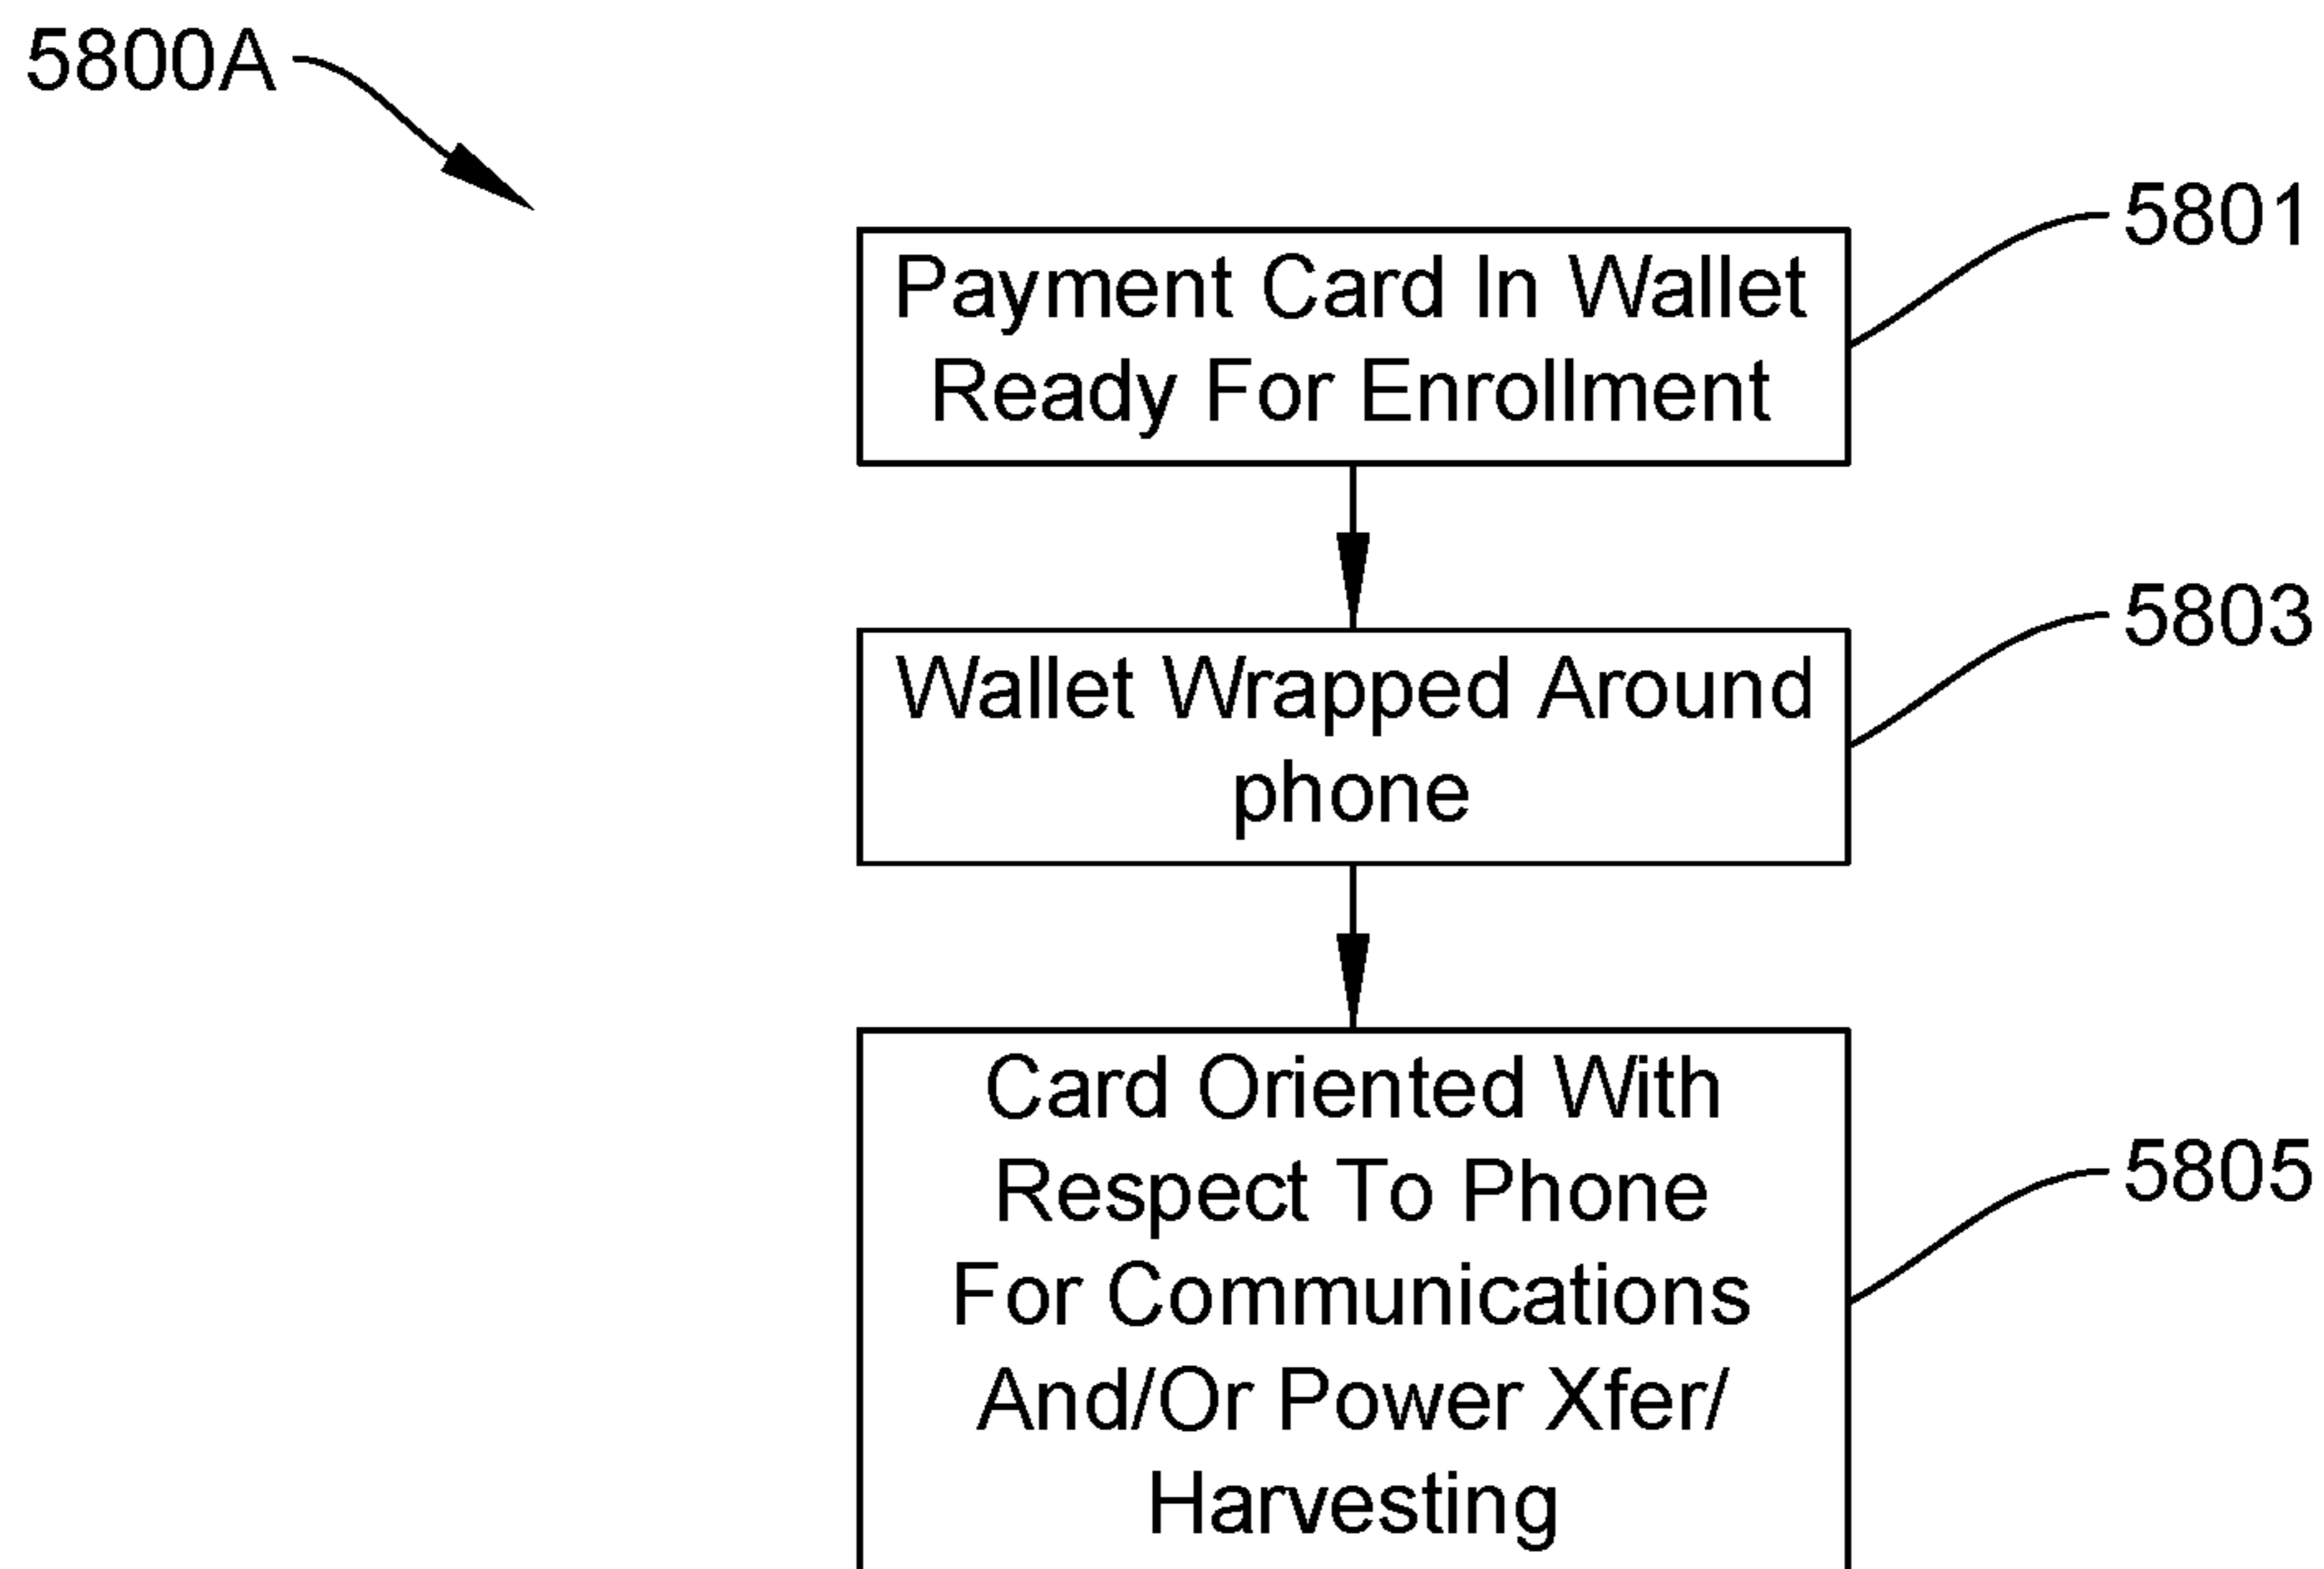 5800A
5801
Payment Card In Wallet
Ready For Enrollment
5803
Wallet Wrapped Around
phone
5805
Card Oriented With
Respect To Phone
For Communications
And/Or Power Xfer/
Harvesting